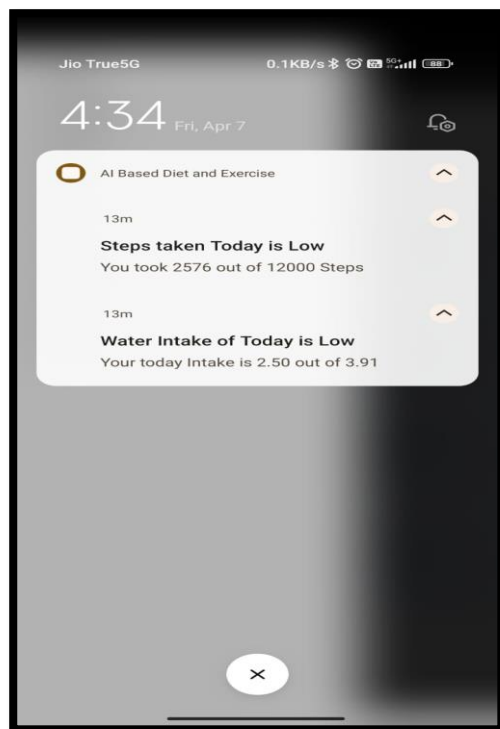 Jio True5G 0.1KB/s 5G+ 88
4:34 Fri, Apr 7
AI Based Diet and Exercise
13m
Steps taken Today is Low
You took 2576 out of 12000 Steps
13m
Water Intake of Today is Low
Your today Intake is 2.50 out of 3.91